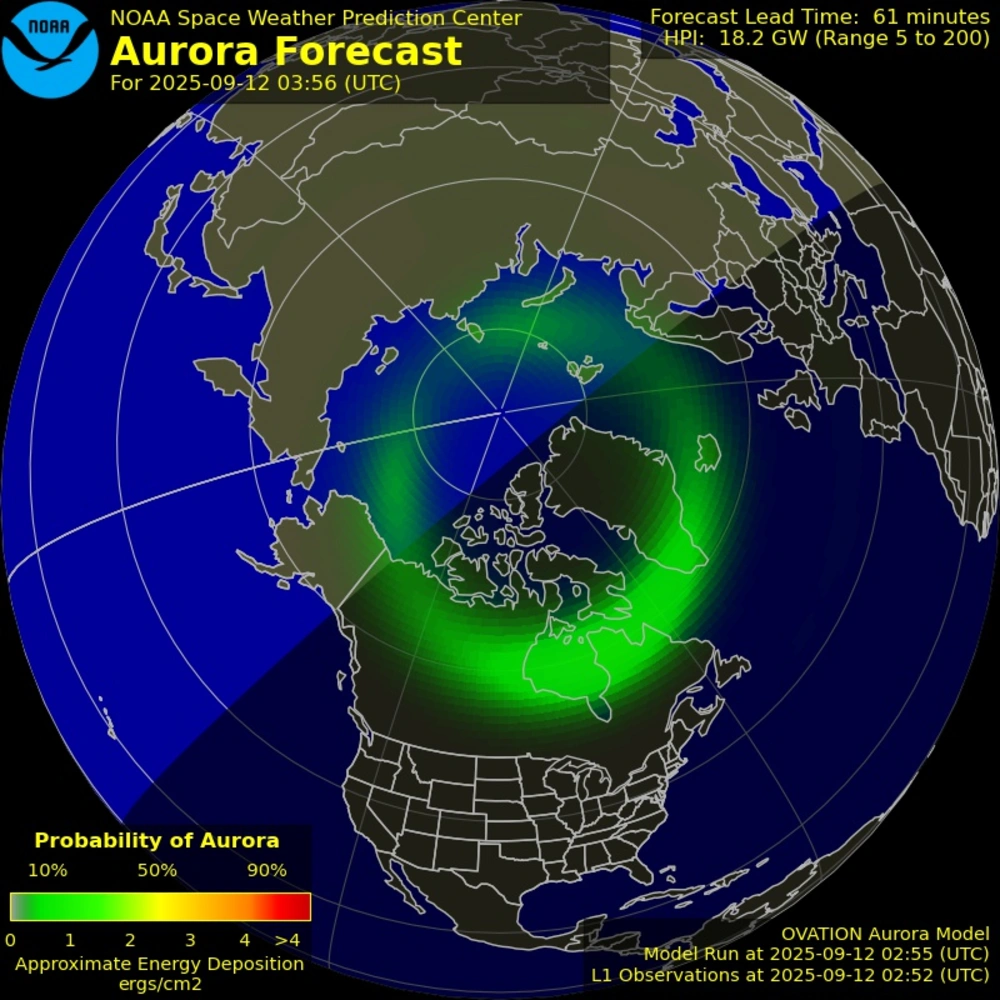 NOAA
NOAA Space Weather Prediction Center
Aurora Forecast
For 2025-09-12 03:56 (UTC)
Forecast Lead Time: 61 minutes
HPI: 18.2 GW (Range 5 to 200)
Probability of Aurora
10% 50% 90%
0 1 2 3 4 >4
Approximate Energy Deposition
ergs/cm2
OVATION Aurora Model
Model Run at 2025-09-12 02:55 (UTC)
L1 Observations at 2025-09-12 02:52 (UTC)